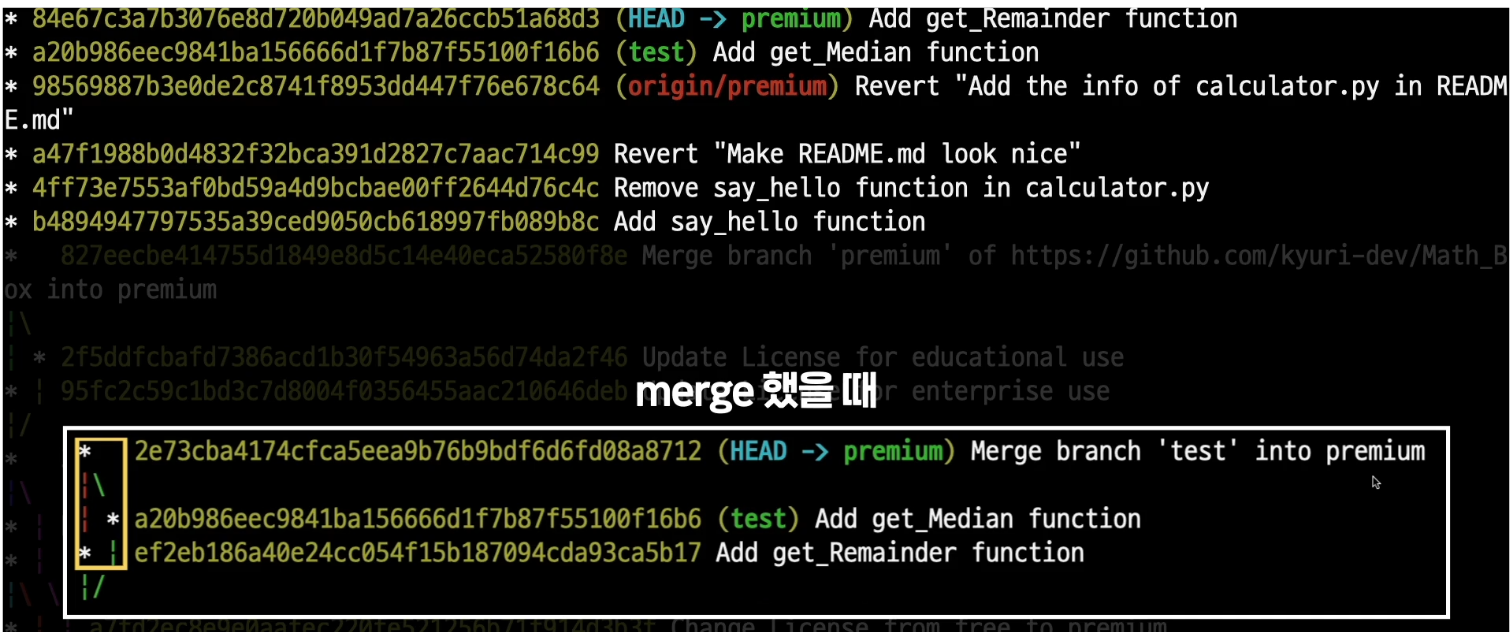 * 84e67c3a7b3076e8d720b049ad7a26ccb51a68d3 (HEAD -> premium) Add get_Remainder function
* a20b986eec9841ba156666d1f7b87f55100f16b6 (test) Add get_Median function
* 98569887b3e0de2c8741f8953dd447f76e678c64 (origin/premium) Revert "Add the info of calculator.py in READM
E.md"
* a47f1988b0d4832f32bca391d2827c7aac714c99 Revert "Make README.md look nice"
* 4ff73e7553af0bd59a4d9bcbae00ff2644d76c4c Remove say_hello function in calculator.py
* b4894947797535a39ced9050cb618997fb089b8c Add say_hello function
* 827eecbe414755d1849e8d5c14e40eca52580f8e Merge branch 'premium' of https://github.com/kyuri-dev/Math_B
ox into premium
|\
| * 2f5ddfcbafd7386acd1b30f54963a56d74da2f46 Update License for educational use
* | 95fc2c59c1bd3c7d8004f0356455aac210646deb enterprise use
|/
merge 했을 때
* 2e73cba4174cfca5eea9b76b9bdf6d6fd08a8712 (HEAD -> premium) Merge branch 'test' into premium
|\
| * a20b986eec9841ba156666d1f7b87f55100f16b6 (test) Add get_Median function
* | ef2eb186a40e24cc054f15b187094cda93ca5b17 Add get_Remainder function
|/
Change License from free to premium